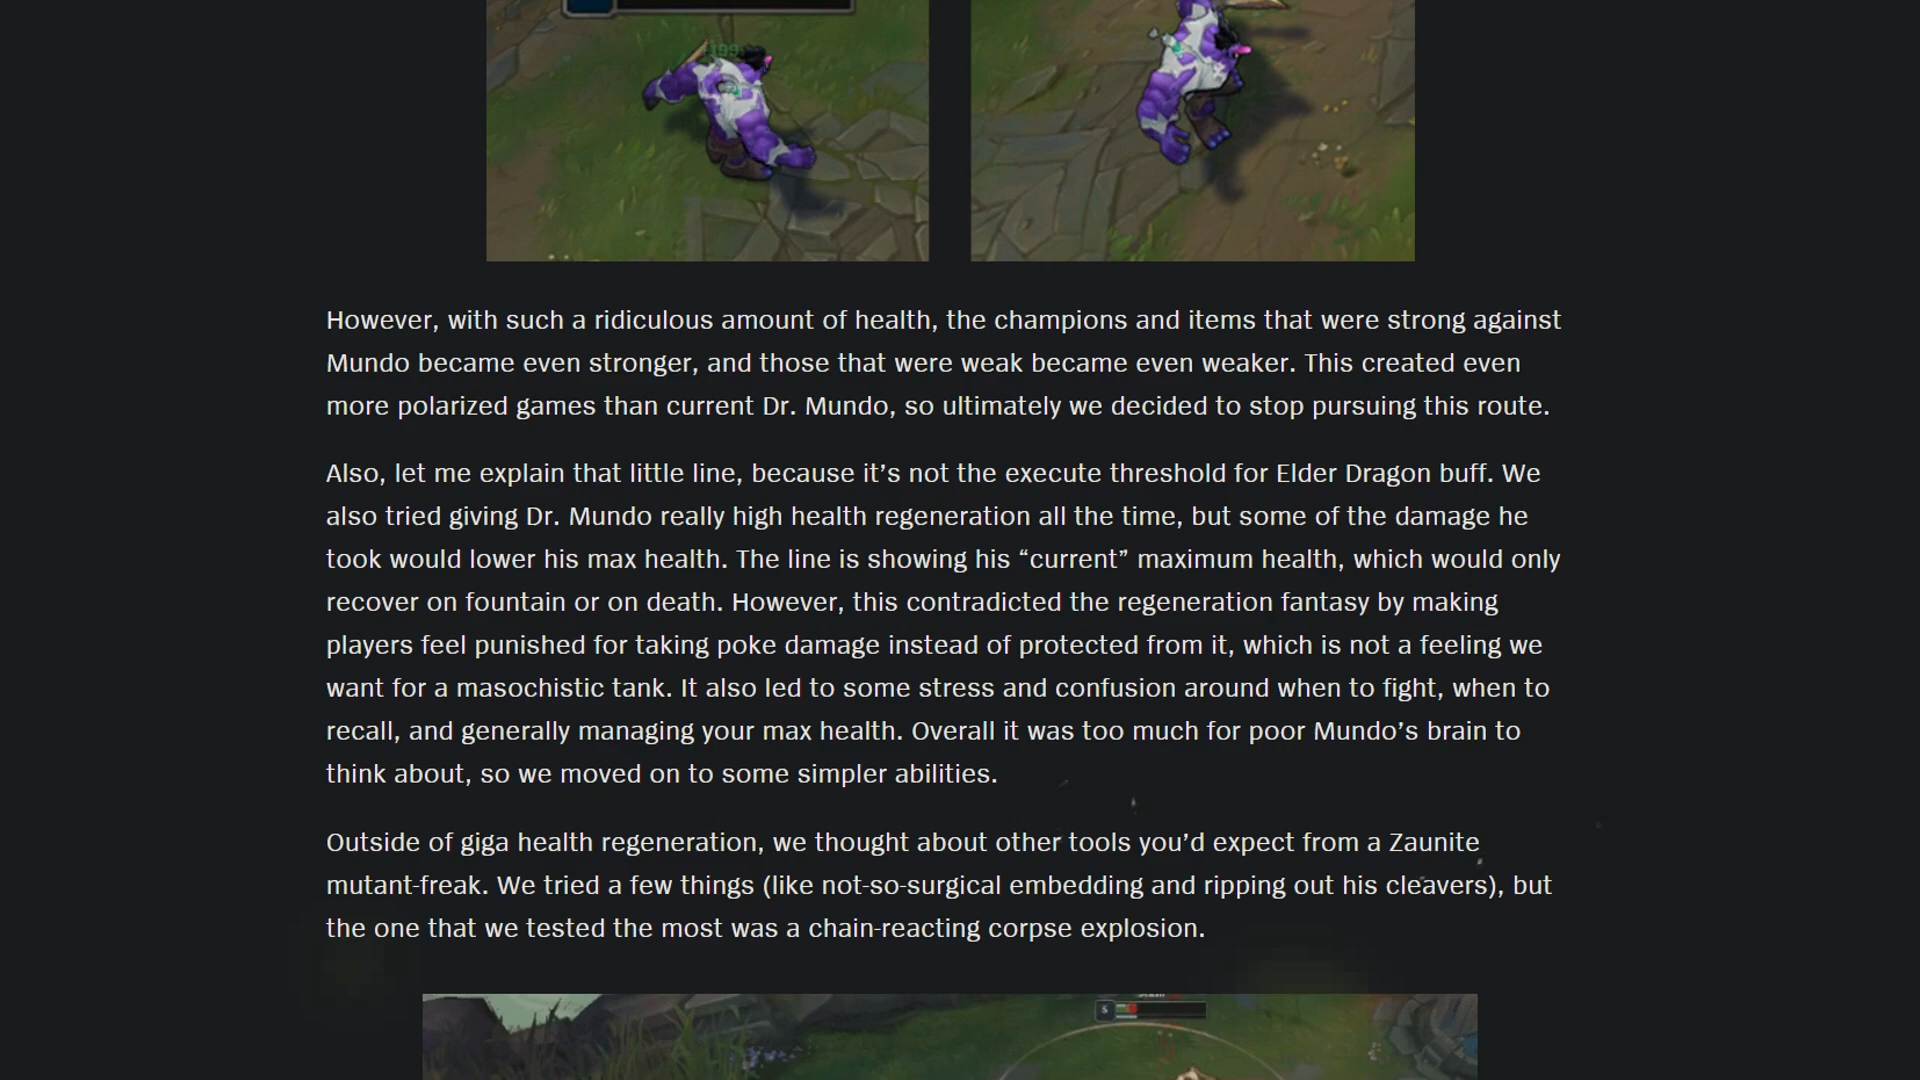 199
However, with such a ridiculous amount of health, the champions and items that were strong against
Mundo became even stronger, and those that were weak became even weaker. This created even
more polarized games than current Dr. Mundo, so ultimately we decided to stop pursuing this route.
Also, let me explain that little line, because it’s not the execute threshold for Elder Dragon buff. We
also tried giving Dr. Mundo really high health regeneration all the time, but some of the damage he
took would lower his max health. The line is showing his “current” maximum health, which would only
recover on fountain or on death. However, this contradicted the regeneration fantasy by making
players feel punished for taking poke damage instead of protected from it, which is not a feeling we
want for a masochistic tank. It also led to some stress and confusion around when to fight, when to
recall, and generally managing your max health. Overall it was too much for poor Mundo’s brain to
think about, so we moved on to some simpler abilities.
Outside of giga health regeneration, we thought about other tools you’d expect from a Zaunite
mutant-freak. We tried a few things (like not-so-surgical embedding and ripping out his cleavers), but
the one that we tested the most was a chain-reacting corpse explosion.